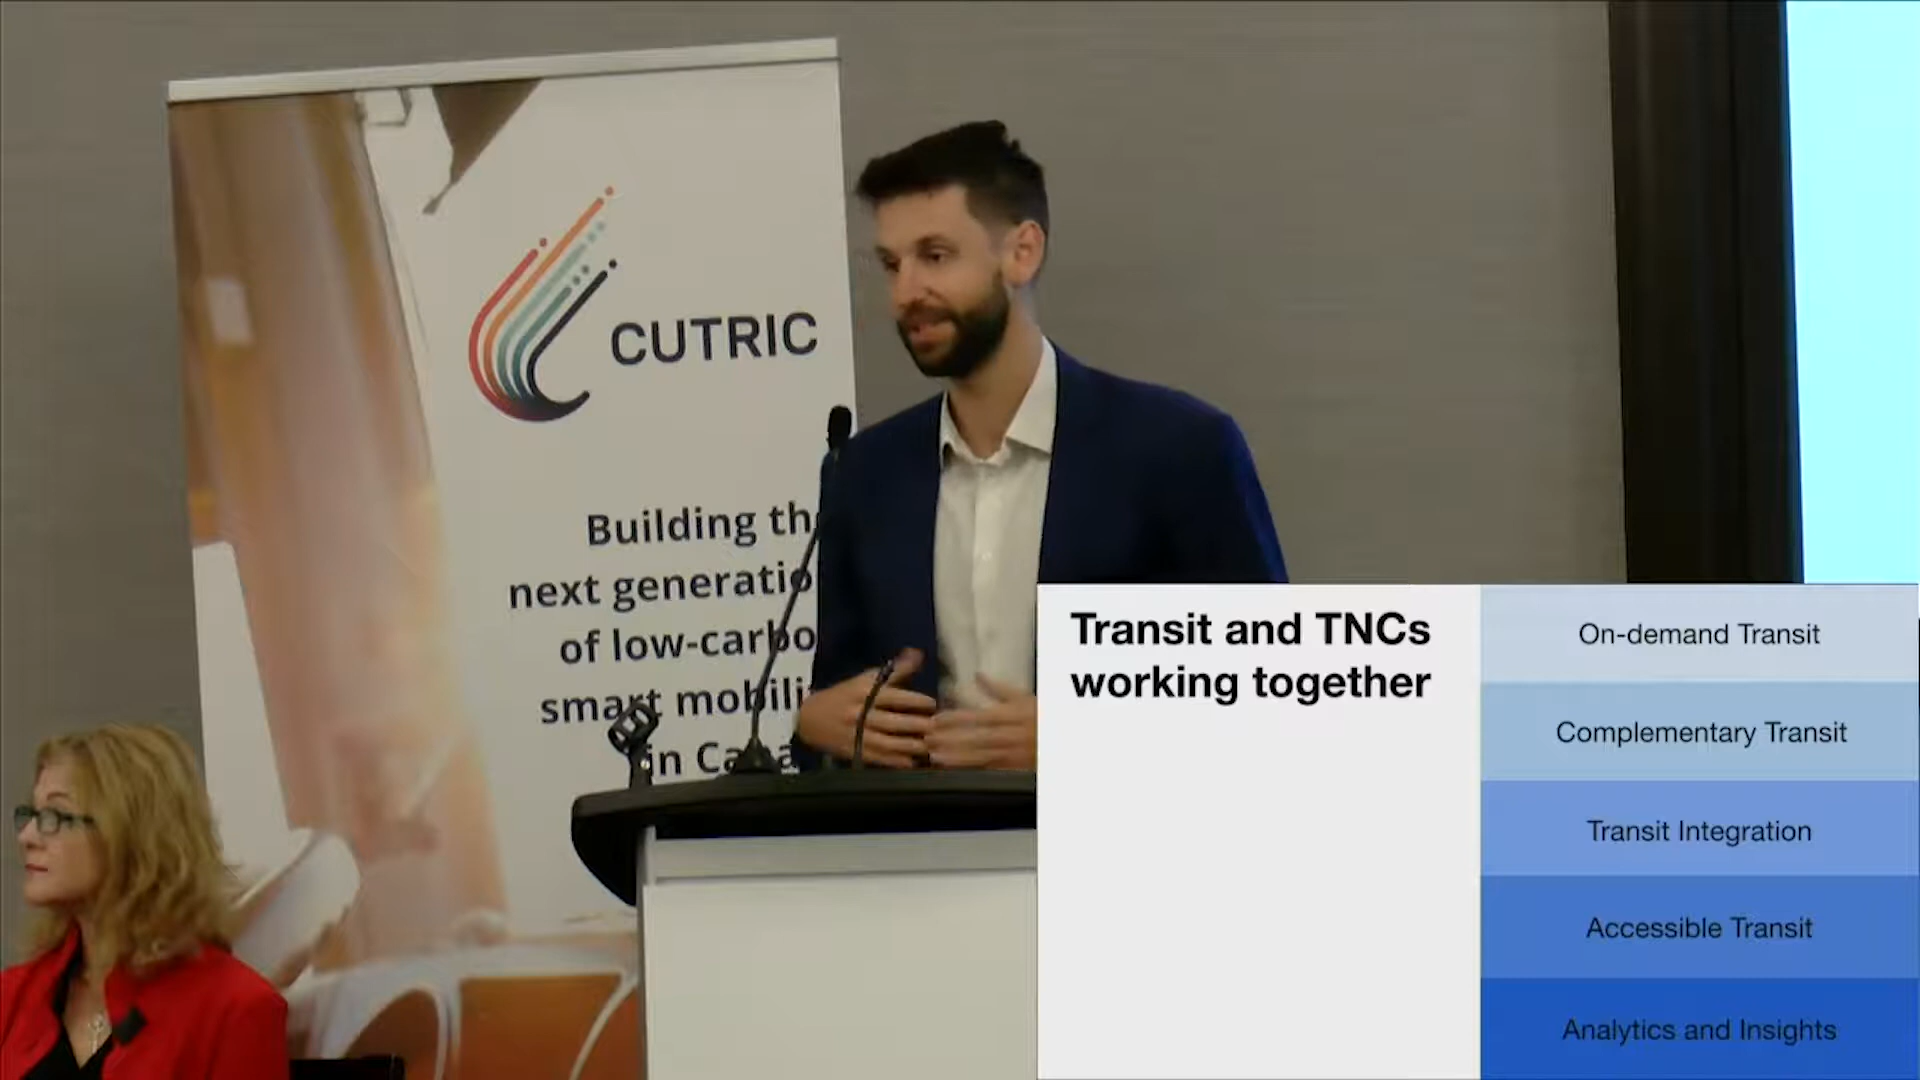 CUTRIC
Building th
next generatio
of low-carbo
smart mobili
in Ca a
Transit and TNCs
working together
On-demand Transit
Complementary Transit
Transit Integration
Accessible Transit
Analytics and Insights